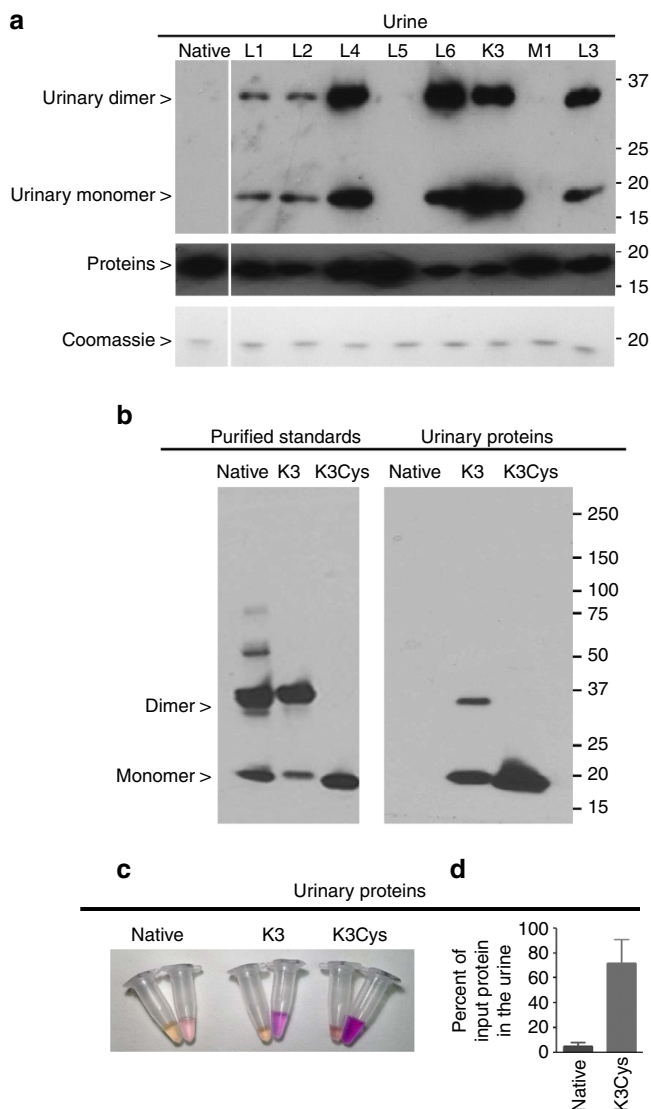 a
Urine
Native L1 L2 L4 L5 L6 K3 M1 L3
Urinary dimer >
37
25
Urinary monomer >
20
15
Proteins >
20
15
Coomassie >
20
b
Purified standards Urinary proteins
Native K3 K3Cys Native K3 K3Cys
250
150
100
75
50
37
Dimer >
25
Monomer >
20
15
c d
Urinary proteins
Native K3 K3Cys
Percent of
input protein
in the urine
100
80
60
40
20
0
Native
K3Cys